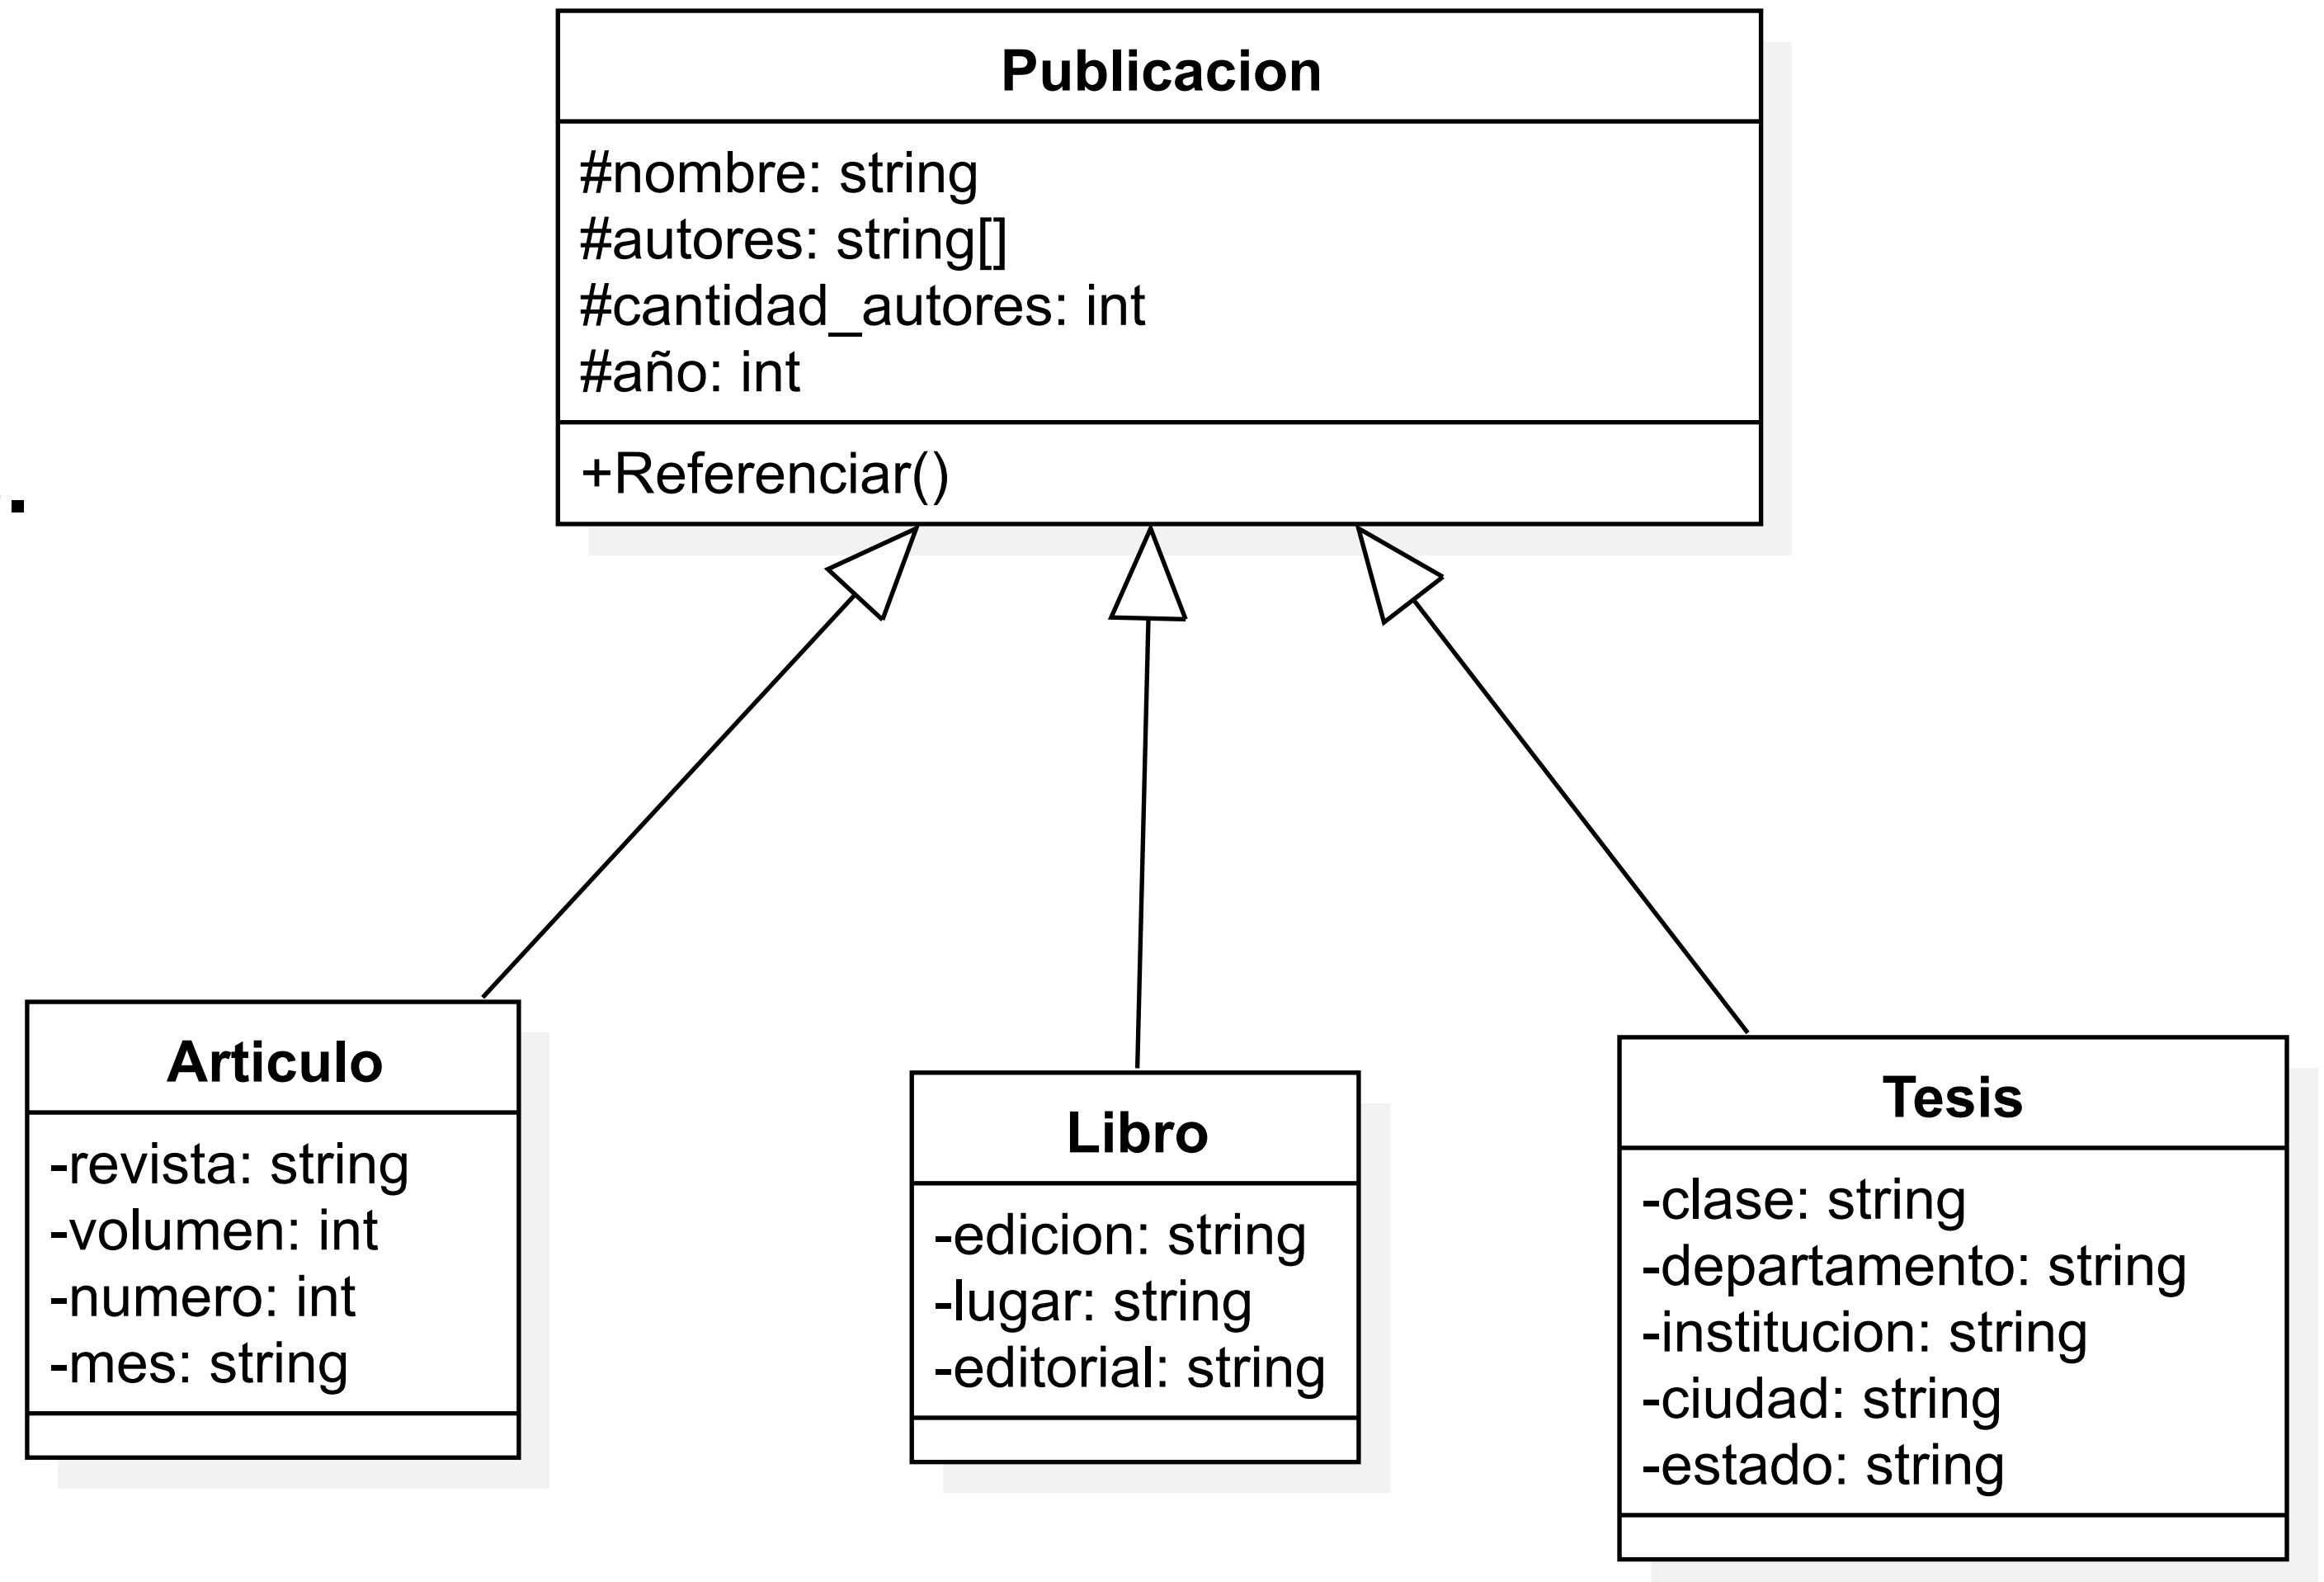 Publicacion
#nombre: string
#autores: string[]
#cantidad_autores: int
#año: int
+Referenciar()
.
Articulo
-revista: string
-volumen: int
-numero: int
-mes: string
Libro
-edicion: string
-lugar: string
-editorial: string
Tesis
-clase: string
-departamento: string
-institucion: string
-ciudad: string
-estado: string